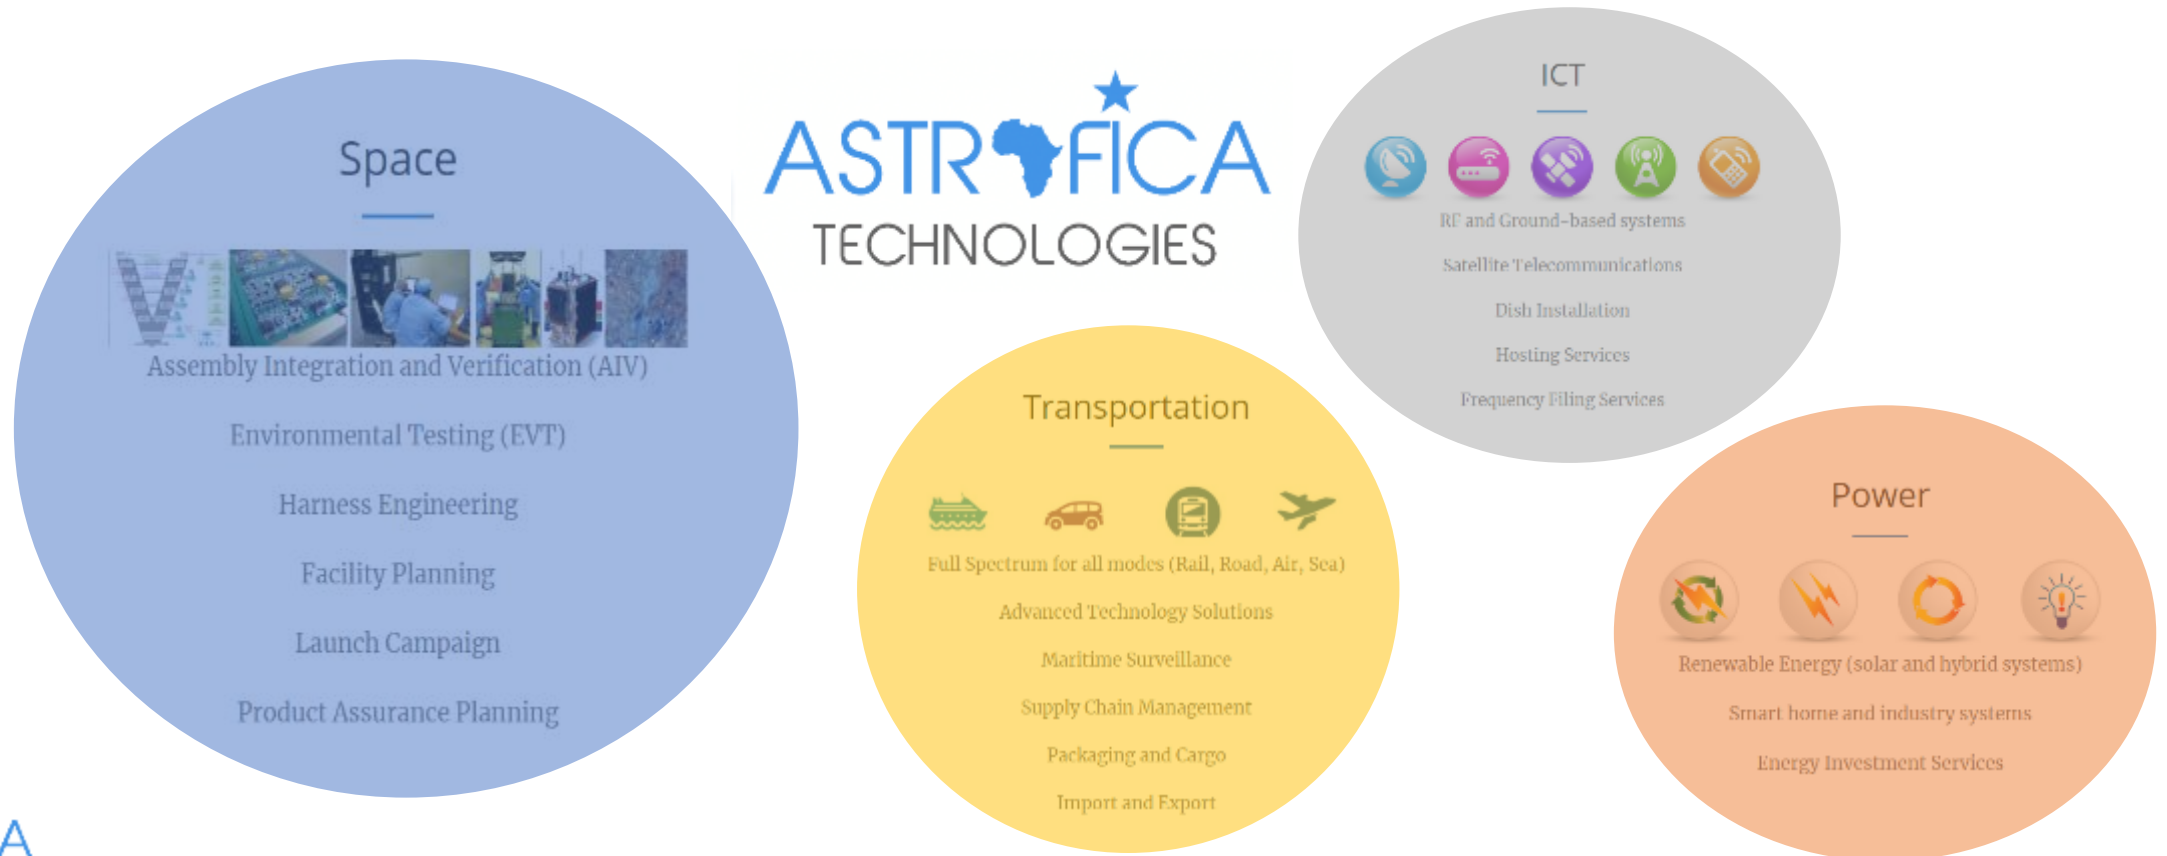 Space
Assembly Integration and Verification (AIV)
Environmental Testing (EVT)
Harness Engineering
Facility Planning
Launch Campaign
Product Assurance Planning
ASTROFICA
TECHNOLOGIES
Transportation
Full Spectrum for all modes (Rail, Road, Air, Sea)
Advanced Technology Solutions
Maritime Surveillance
Supply Chain Management
Packaging and Cargo
Import and Export
ICT
RF and Ground-based systems
Satellite Telecommunications
Dish Installation
Hosting Services
Frequency Filing Services
Power
Renewable Energy (solar and hybrid systems)
Smart home and industry systems
Energy Investment Services
A